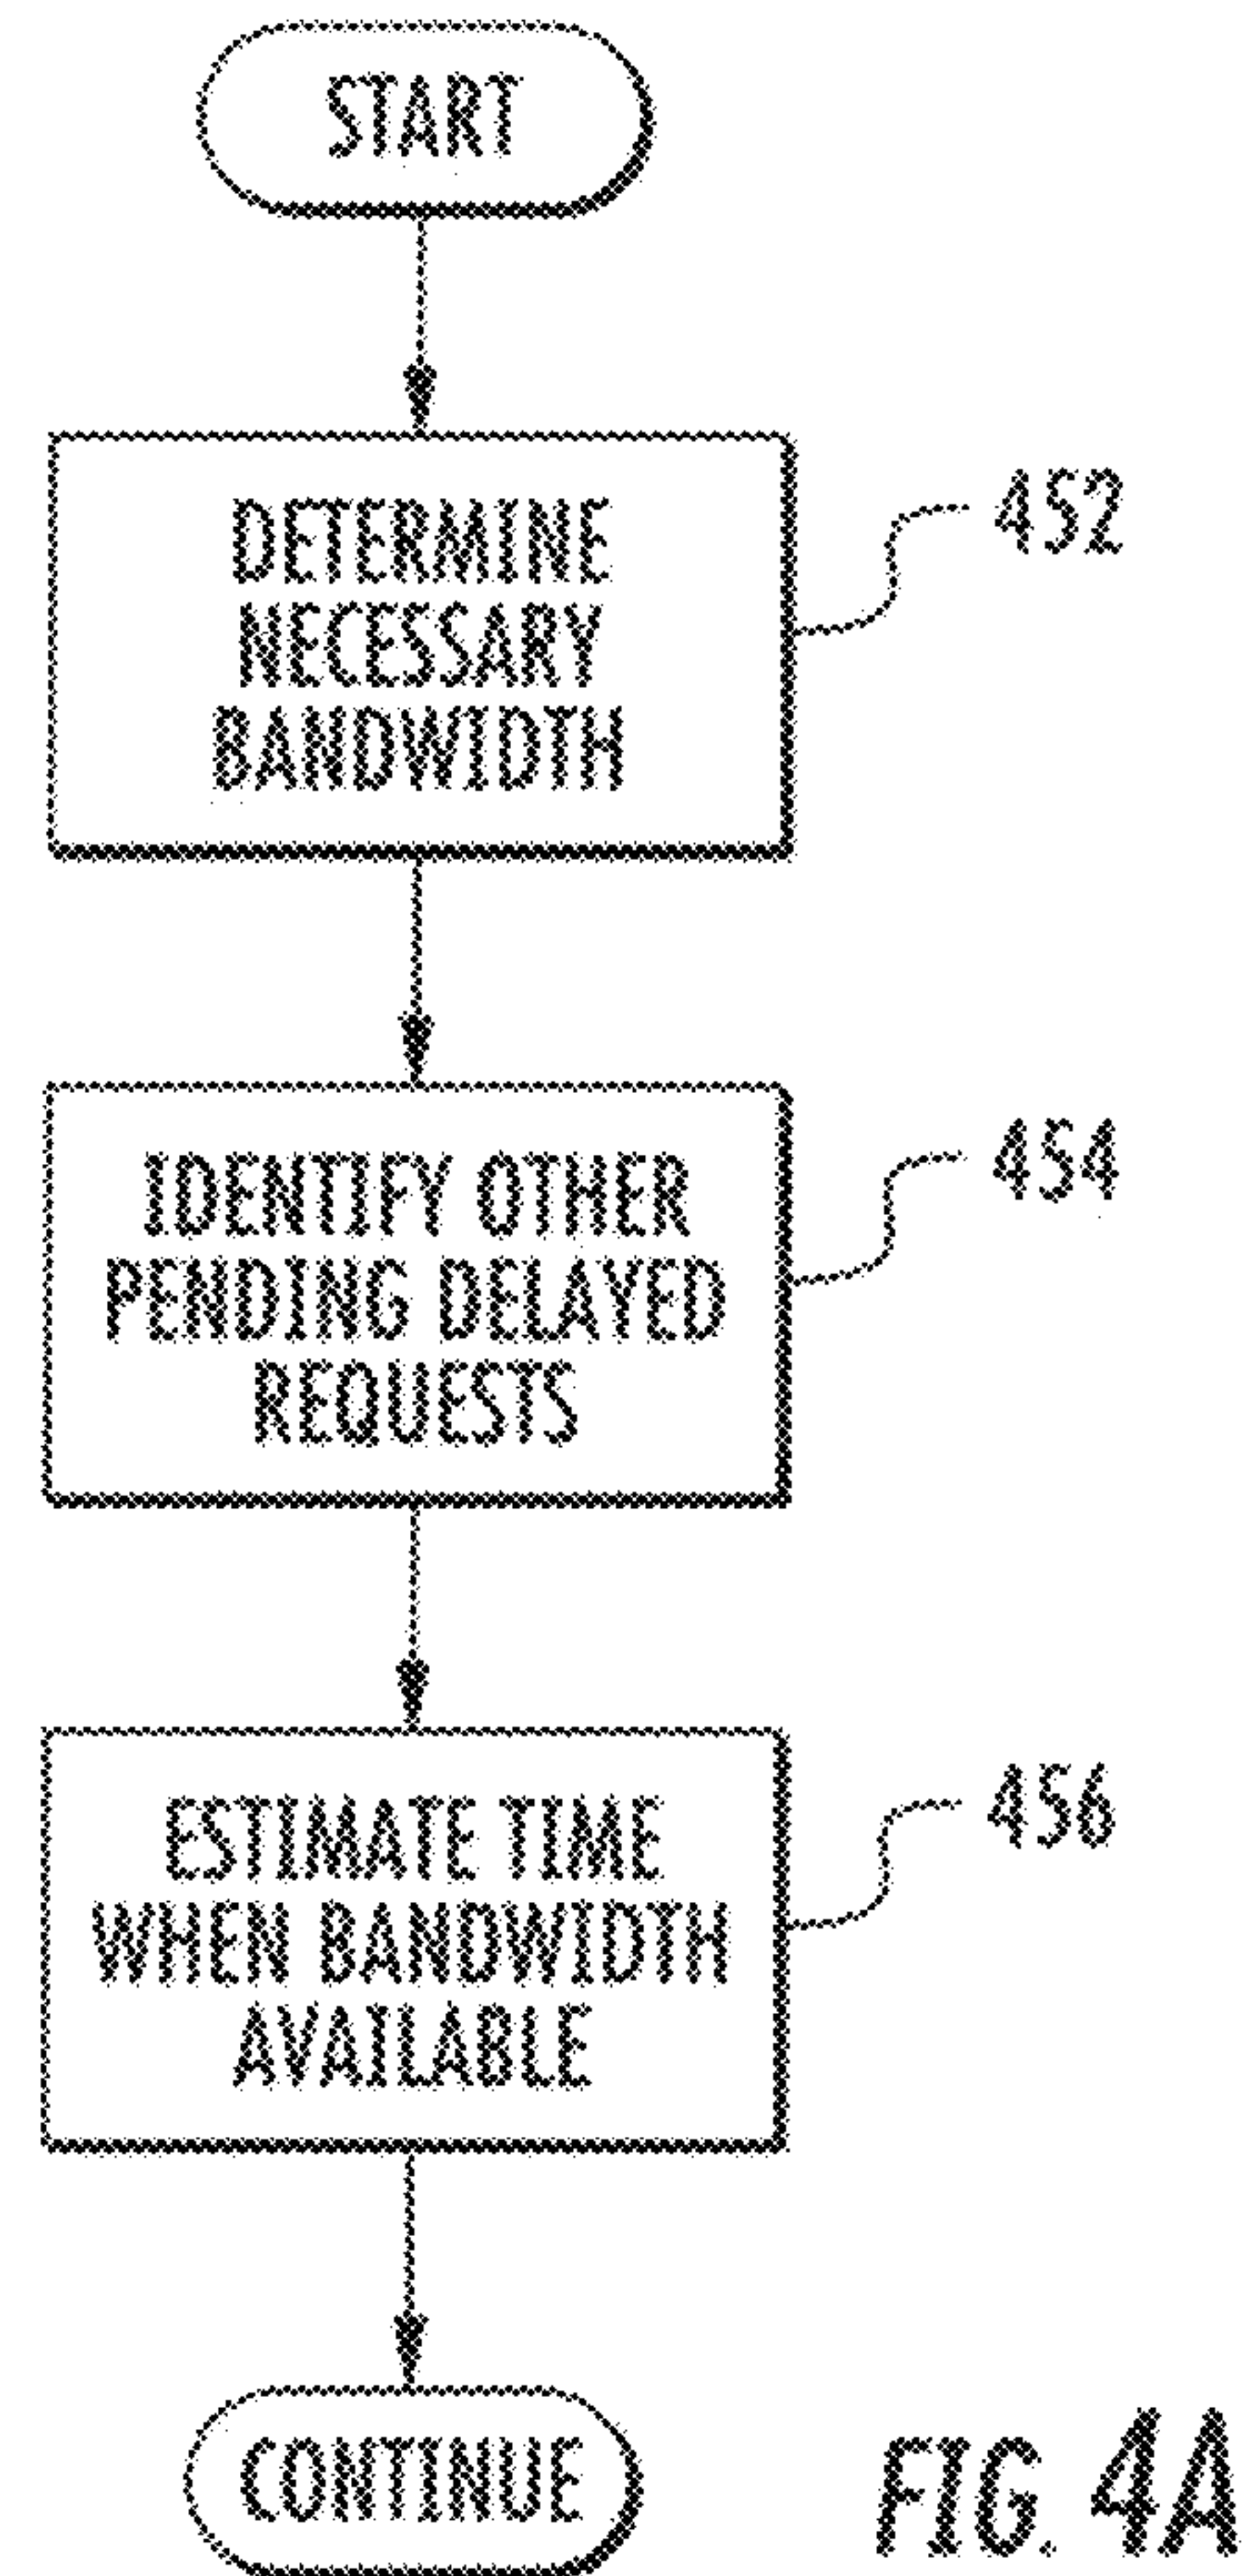 START
DETERMINE
NECESSARY
BANDWIDTH
452
IDENTIFY OTHER
PENDING DELAYED
REQUESTS
454
ESTIMATE TIME
WHEN BANDWIDTH
AVAILABLE
456
CONTINUE
FIG. 4A